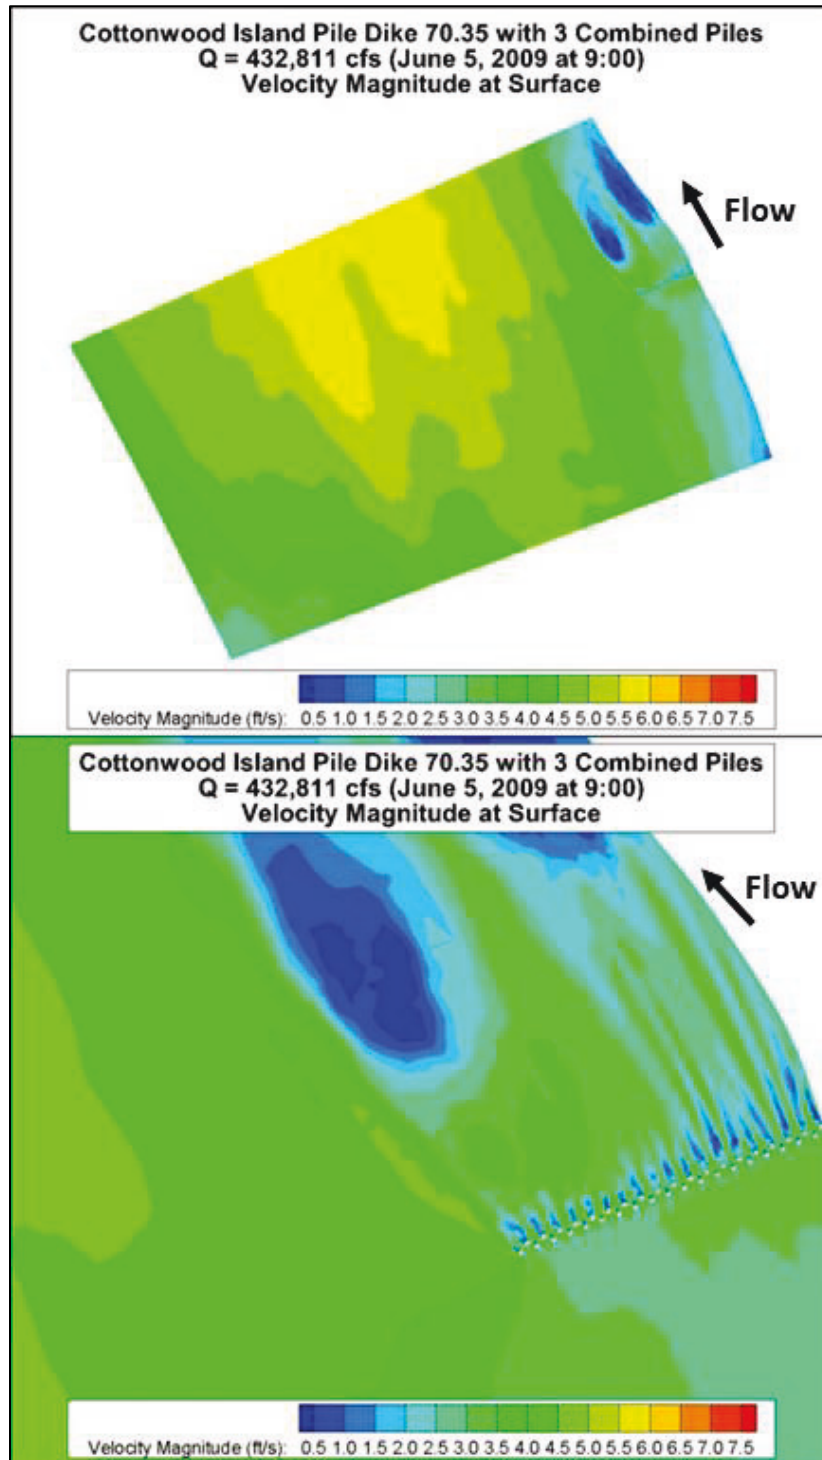 Cottonwood Island Pile Dike 70.35 with 3 Combined Piles
Q = 432,811 cfs (June 5, 2009 at 9:00)
Velocity Magnitude at Surface
Flow
Velocity Magnitude (ft/s): 0.5 1.0 1.5 2.0 2.5 3.0 3.5 4.0 4.5 5.0 5.5 6.0 6.5 7.0 7.5
Cottonwood Island Pile Dike 70.35 with 3 Combined Piles
Q = 432,811 cfs (June 5, 2009 at 9:00)
Velocity Magnitude at Surface
Flow
Velocity Magnitude (ft/s): 0.5 1.0 1.5 2.0 2.5 3.0 3.5 4.0 4.5 5.0 5.5 6.0 6.5 7.0 7.5